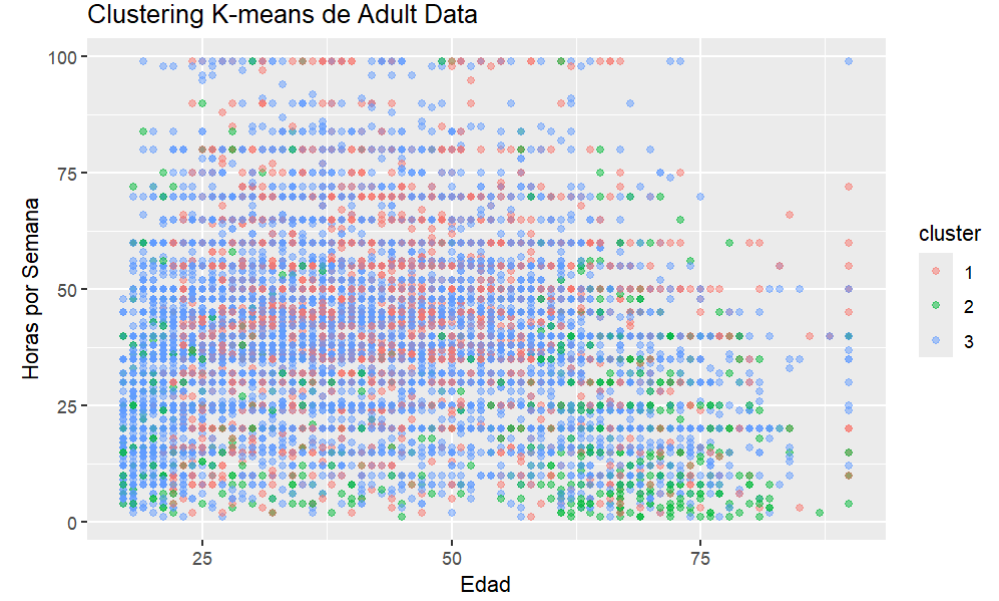 Clustering K-means de Adult Data
Horas por Semana
100
75
50
25
0
25
50
75
Edad
cluster
1
2
3